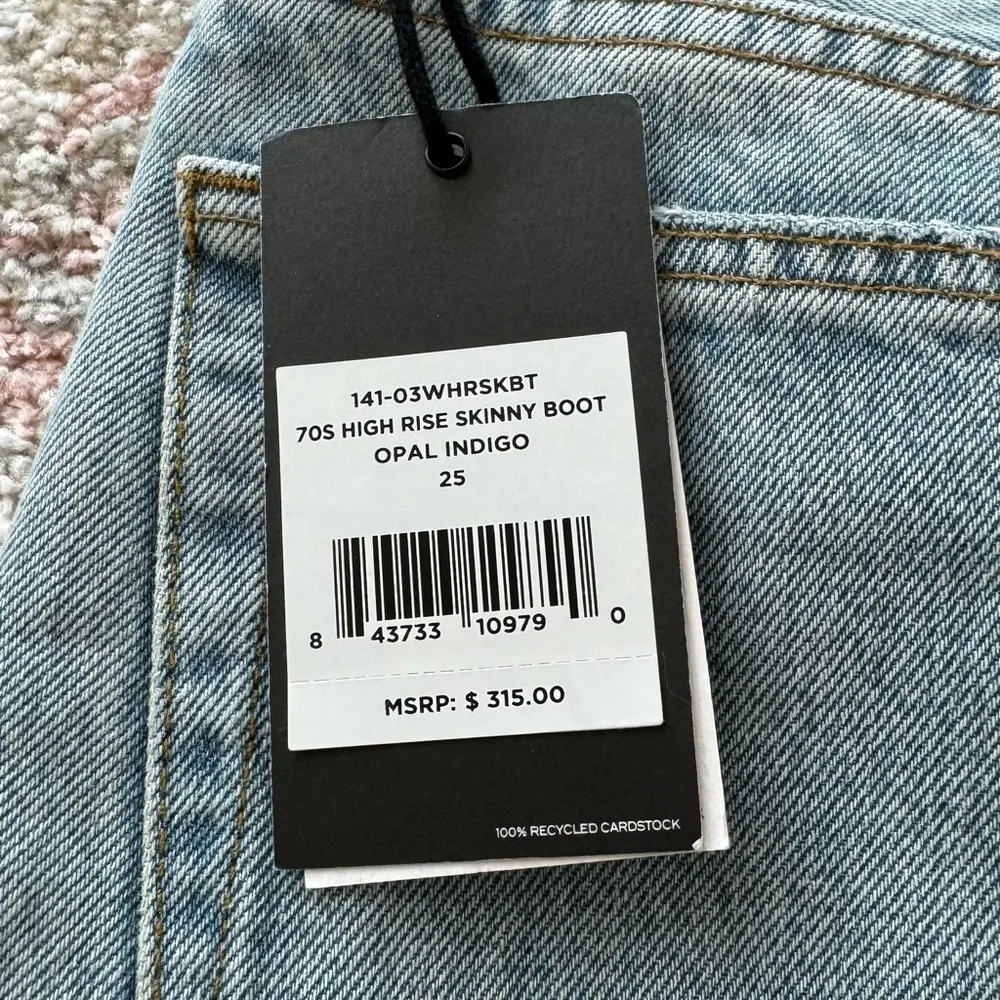 141-03WHRSKBT
70S HIGH RISE SKINNY BOOT
OPAL INDIGO
25
8 43733 10979 0
MSRP: $ 315.00
100% RECYCLED CARDSTOCK